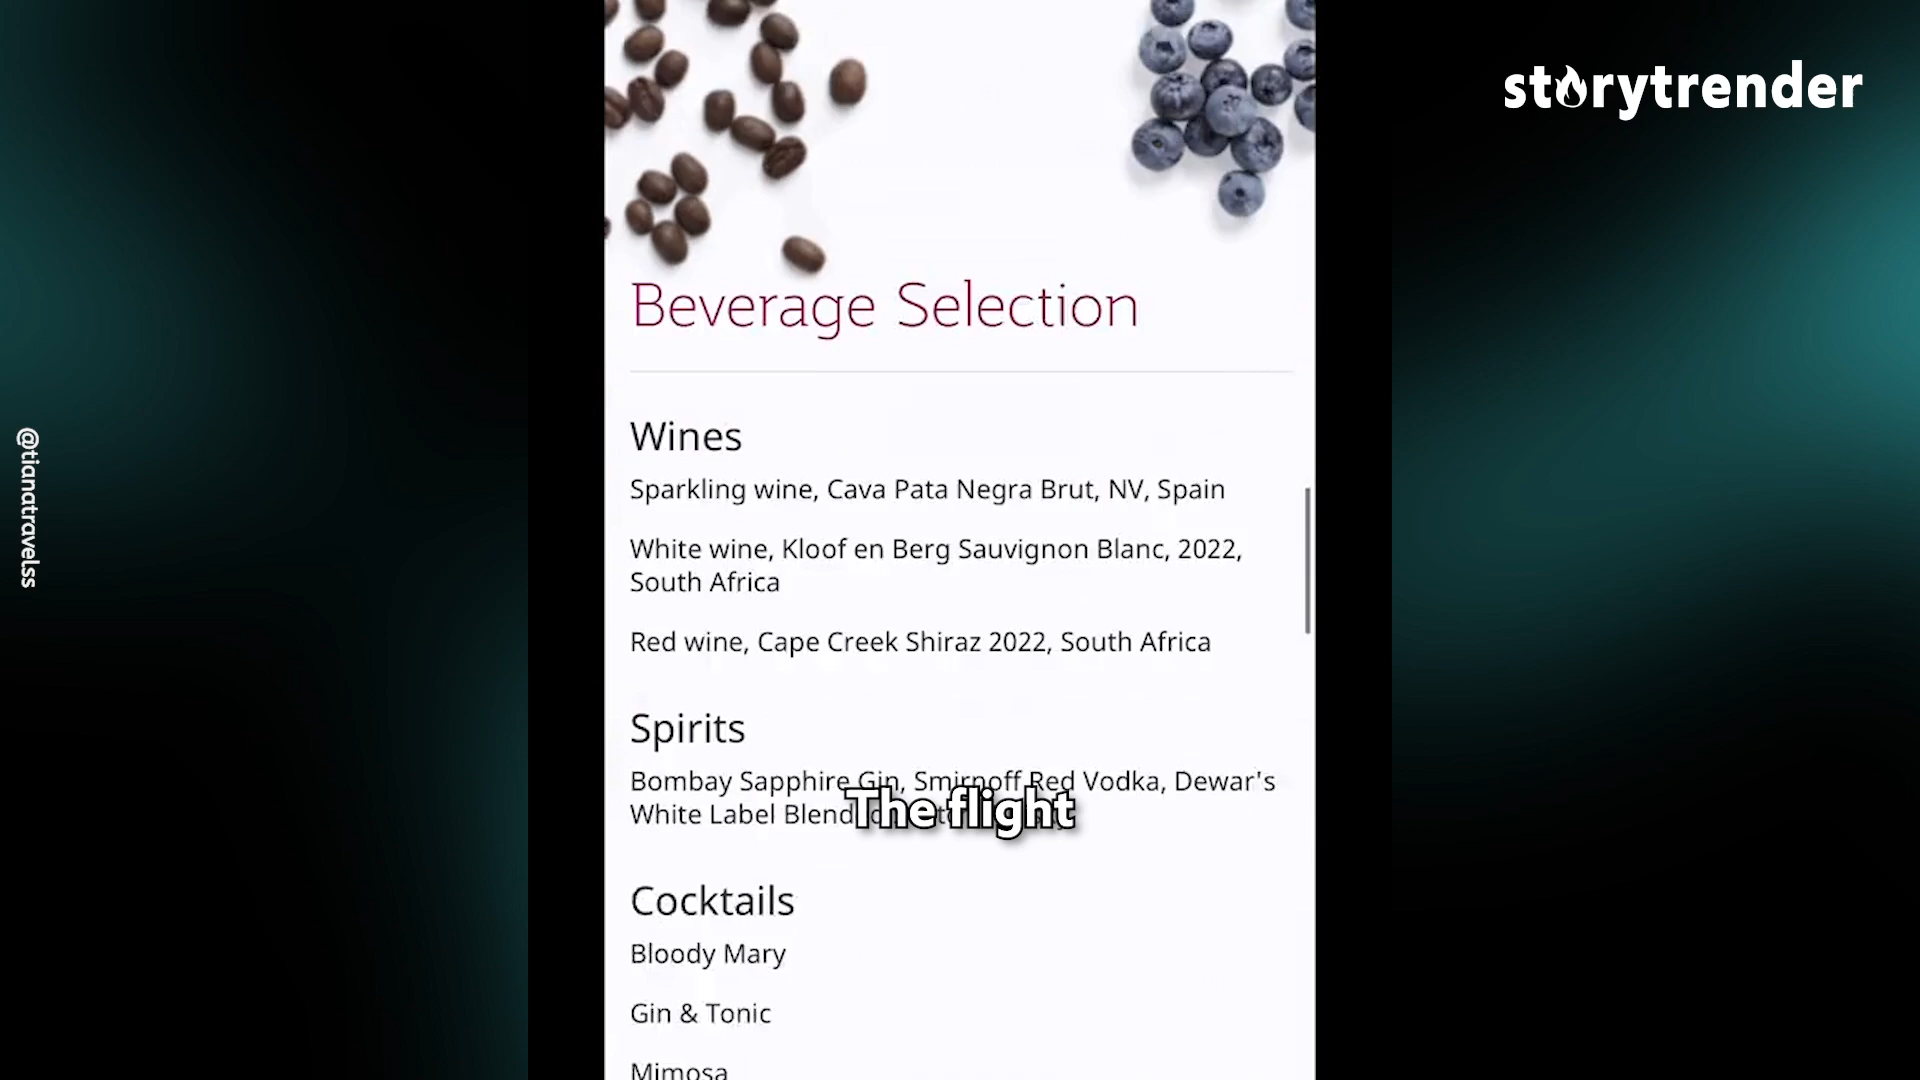 storytrender
@tianatravelss
Beverage Selection
Wines
Sparkling wine, Cava Pata Negra Brut, NV, Spain
White wine, Kloof en Berg Sauvignon Blanc, 2022,
South Africa
Red wine, Cape Creek Shiraz 2022, South Africa
Spirits
Bombay Sapphire Gin, Smirnoff Red Vodka, Dewar's
White Label Blend
The flight
Cocktails
Bloody Mary
Gin & Tonic
Mimosa